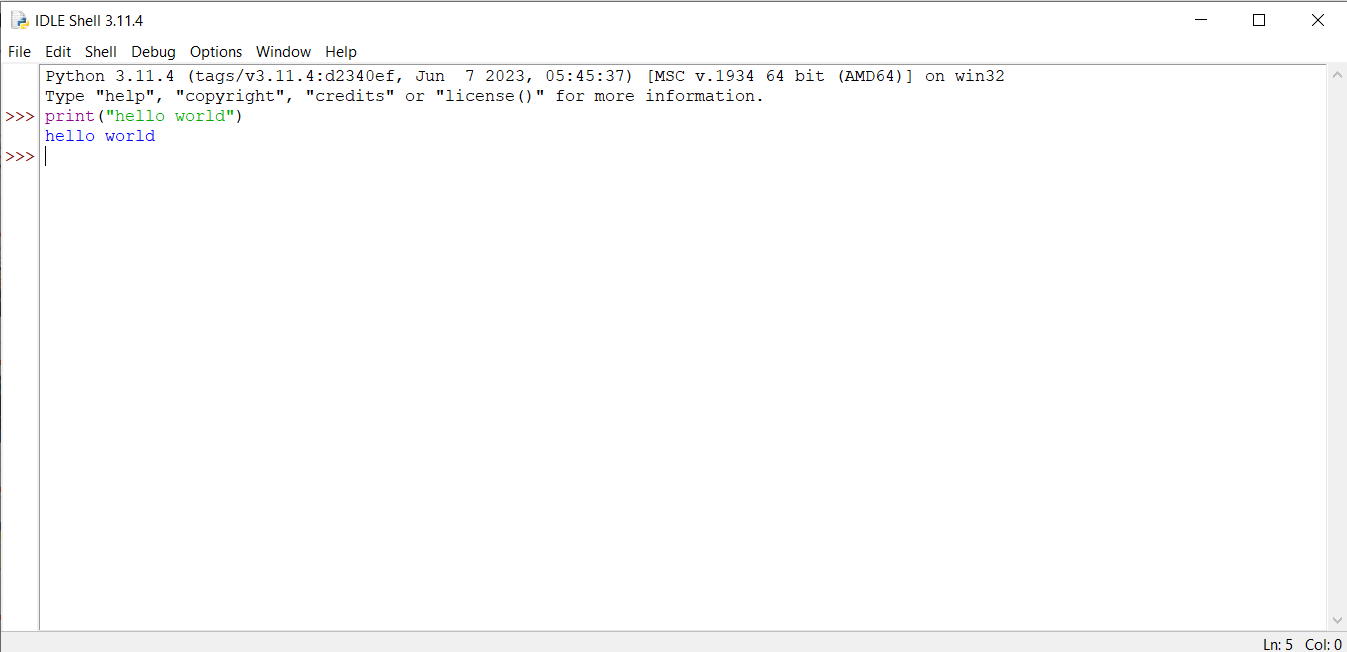 IDLE Shell 3.11.4
File Edit Shell Debug Options Window Help
Python 3.11.4 (tags/v3.11.4:d2340ef, Jun  7 2023, 05:45:37) [MSC v.1934 64 bit (AMD64)] on win32
Type "help", "copyright", "credits" or "license()" for more information.
>>> print("hello world")
hello world
>>>
Ln: 5 Col: 0